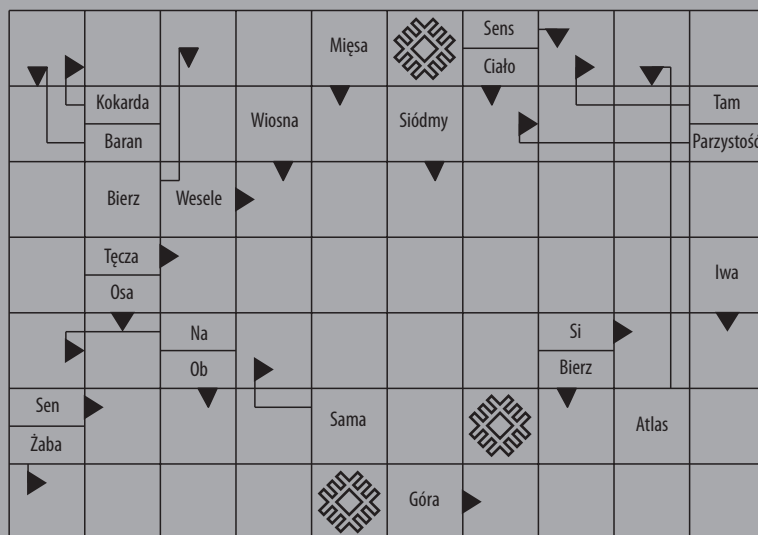 Mięsa
Sens
Ciało
Kokarda
Baran
Wiosna
Siódmy
Tam
Parzystość
Bierz
Wesele
Tęcza
Osa
Iwa
Na
Ob
Si
Bierz
Sen
Żaba
Sama
Atlas
Góra